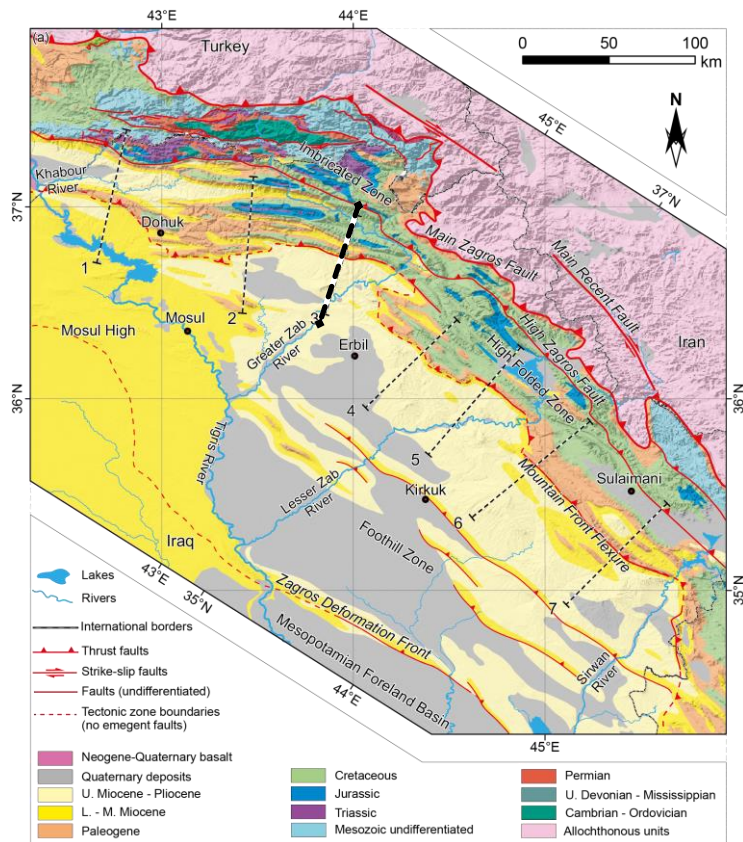 43°E
44°E
(a)
Turkey
0
50
100
km
45°E
N
37°N
Imbricated Zone
Khabour
River
37°N
Dohuk
Main Zagros Fault
Main Recent Fault
1
2
3
Mosul
Mosul High
Greater Zab
River
Erbil
High Zagros Fault
High Folded Zone
Iran
36°N
36°N
4
5
Tigris River
Lesser Zab
River
Kirkuk
6
Sulaimani
Mountain Front Flexure
Iraq
Foothill Zone
43°E
35°N
Zagros Deformation Front
7
35°N
Sirwan
River
Mesopotamian Foreland Basin
44°E
45°E
Lakes
Rivers
International borders
Thrust faults
Strike-slip faults
Faults (undifferentiated)
Tectonic zone boundaries
(no emegent faults)
Neogene-Quaternary basalt
Quaternary deposits
U. Miocene - Pliocene
L. - M. Miocene
Paleogene
Cretaceous
Jurassic
Triassic
Mesozoic undifferentiated
Permian
U. Devonian - Mississippian
Cambrian - Ordovician
Allochthonous units